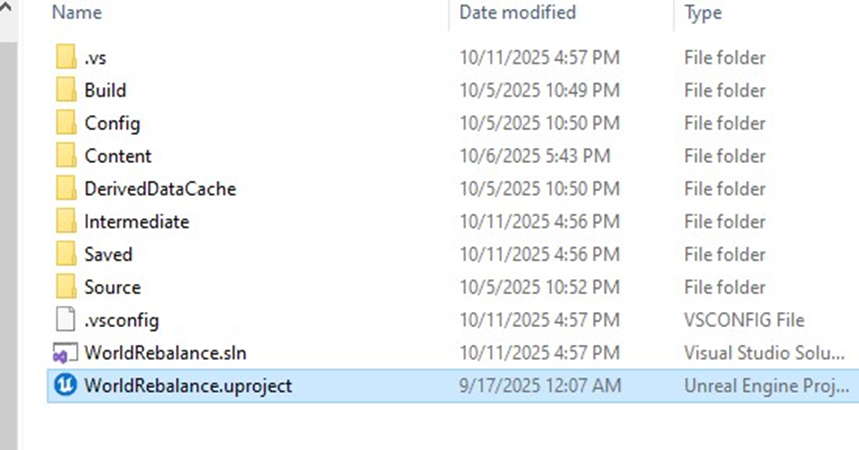 Name Date modified Type
.vs 10/11/2025 4:57 PM File folder
Build 10/5/2025 10:49 PM File folder
Config 10/5/2025 10:50 PM File folder
Content 10/6/2025 5:43 PM File folder
DerivedDataCache 10/5/2025 10:50 PM File folder
Intermediate 10/11/2025 4:56 PM File folder
Saved 10/11/2025 4:56 PM File folder
Source 10/5/2025 10:52 PM File folder
.vsconfig 10/11/2025 4:57 PM VSCONFIG File
WorldRebalance.sln 10/11/2025 4:57 PM Visual Studio Solu...
WorldRebalance.uproject 9/17/2025 12:07 AM Unreal Engine Proj...